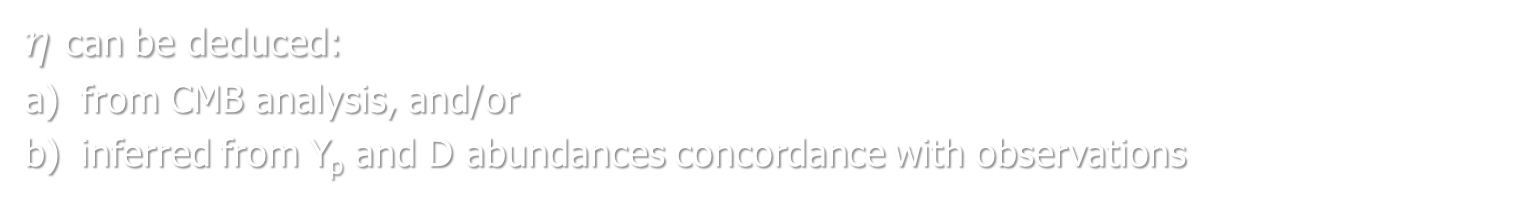 η can be deduced:
a) from CMB analysis, and/or
b) inferred from Yp and D abundances concordance with observations